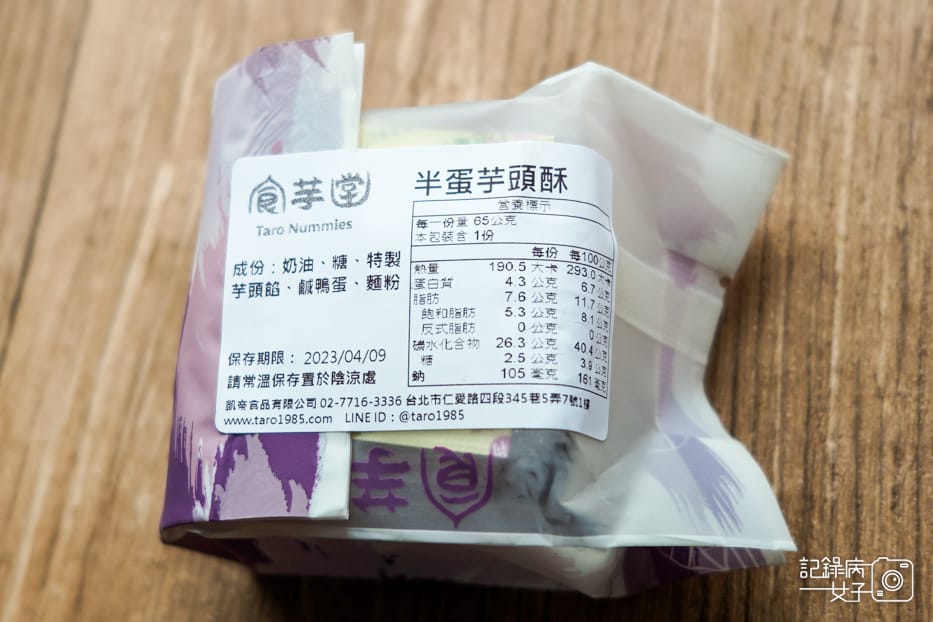 食芋堂
Taro Nummies
成份：奶油、糖、特製
芋頭餡、鹹鴨蛋、麵粉
保存期限： 2023/04/09
請常溫保存置於陰涼處
半蛋芋頭酥
營養標示
每一份量 65公克
本包裝含 1份
每份 每100公克
熱量 190.5 大卡 293.0 大卡
蛋白質 4.3 公克 6.7 公克
脂肪 7.6 公克 11.7 公克
飽和脂肪 5.3 公克 8.1 公克
反式脂肪 0 公克 0 公克
碳水化合物 26.3 公克 40.4 公克
糖 2.5 公克 3.9 公克
鈉 105 毫克 161 毫克
凱帝食品有限公司 02-7716-3336 台北市仁愛路四段345巷5弄7號1樓
www.taro1985.com LINE ID：@taro1985
食芋
記錄病
一女子